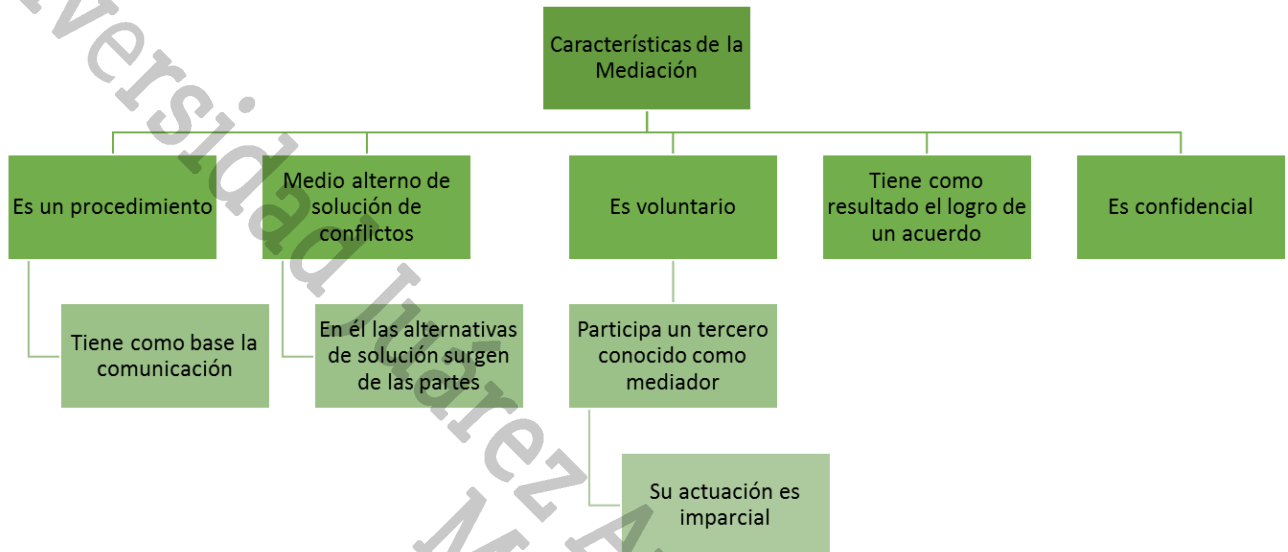 Características de la
Mediación
Es un procedimiento
Medio alterno de
solución de
conflictos
Es voluntario
Tiene como
resultado el logro de
un acuerdo
Es confidencial
Tiene como base la
comunicación
En él las alternativas
de solución surgen
de las partes
Participa un tercero
conocido como
mediador
Su actuación es
imparcial
Juárez